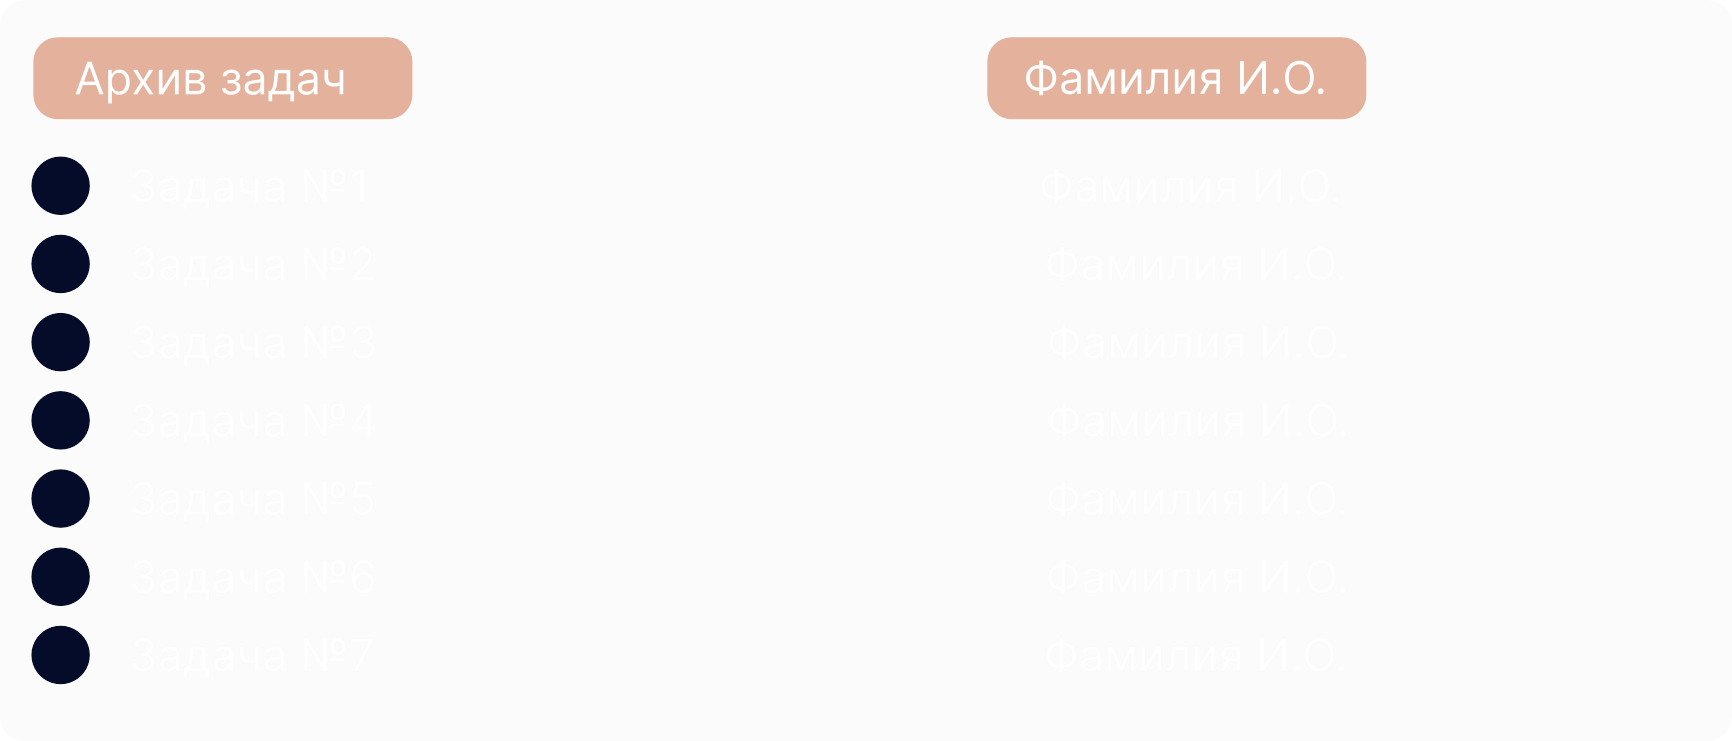 Архив задач Фамилия И.О.
Задача №1 Фамилия И.О.
Задача №2 Фамилия И.О.
Задача №3 Фамилия И.О.
Задача №4 Фамилия И.О.
Задача №5 Фамилия И.О.
Задача №6 Фамилия И.О.
Задача №7 Фамилия И.О.